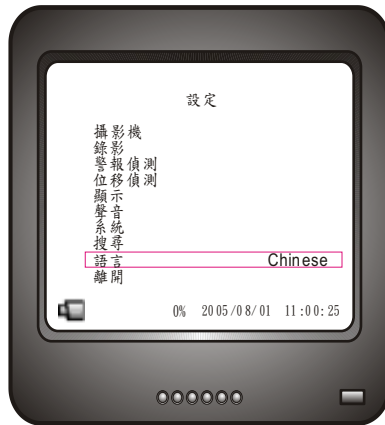 設定
攝影機
錄影
警報偵測
位移偵測
顯示
聲音
系統
搜尋
語言 Chinese
離開
0% 2005/08/01 11:00:25